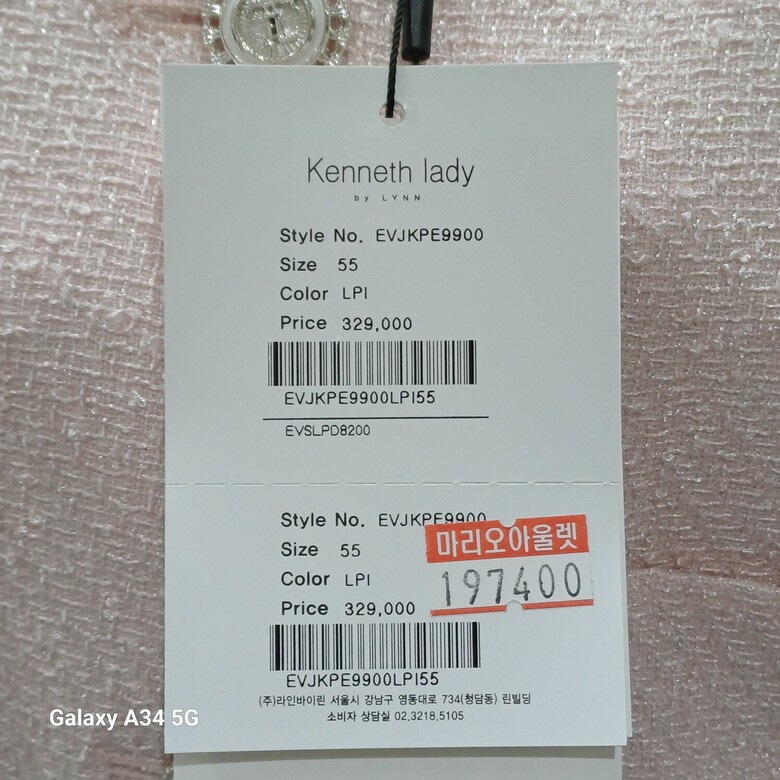 Kenneth lady
by LYNN
Style No. EVJKPE9900
Size 55
Color LPI
Price 329,000
EVJKPE9900LPI55
EVSLPD8200
Style No. EVJKPE9900
Size 55
Color LPI
Price 329,000
마리오아울렛
197400
EVJKPE9900LPI55
(주)라인바이린 서울시 강남구 영동대로 734(청담동) 린빌딩
소비자 상담실 02.3218.5105
Galaxy A34 5G